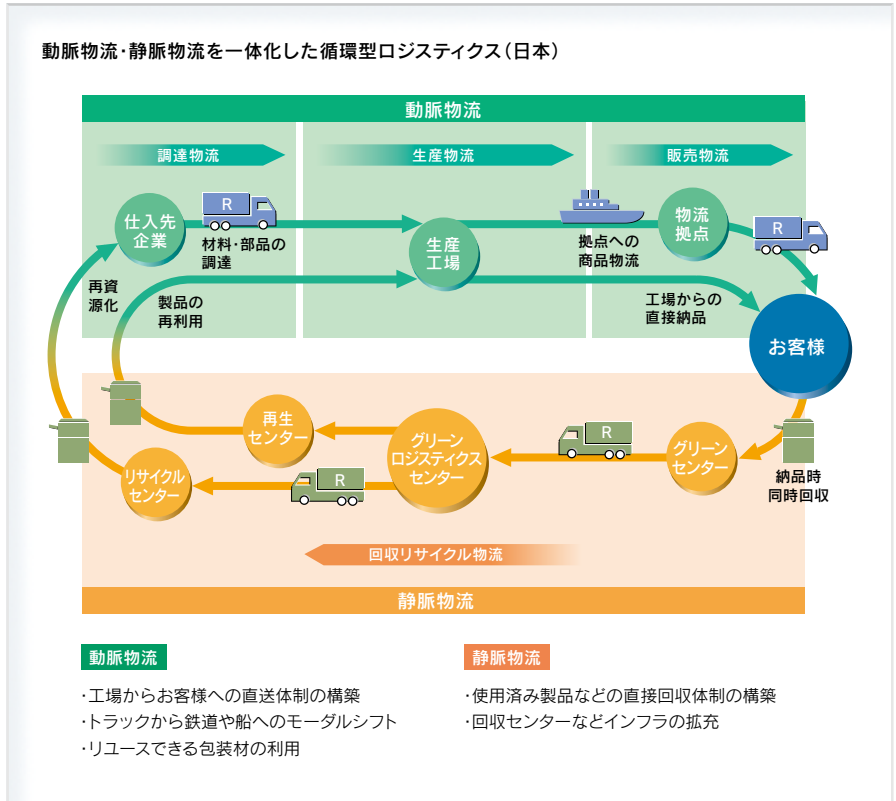 動脈物流・静脈物流を一体化した循環型ロジスティクス（日本）
動脈物流
調達物流
生産物流
販売物流
仕入先
企業
R
材料・部品の
調達
生産
工場
拠点への
商品物流
物流
拠点
R
再資
源化
製品の
再利用
工場からの
直接納品
お客様
再生
センター
グリーン
ロジスティクス
センター
R
グリーン
センター
リサイクル
センター
R
納品時
同時回収
回収リサイクル物流
静脈物流
動脈物流
・工場からお客様への直送体制の構築
・トラックから鉄道や船へのモーダルシフト
・リユースできる包装材の利用
静脈物流
・使用済み製品などの直接回収体制の構築
・回収センターなどインフラの拡充